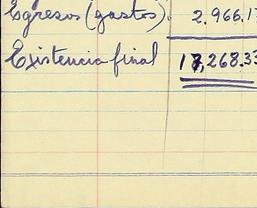 Egresos (gastos). 2.966,1
Existencia final 17,268.33